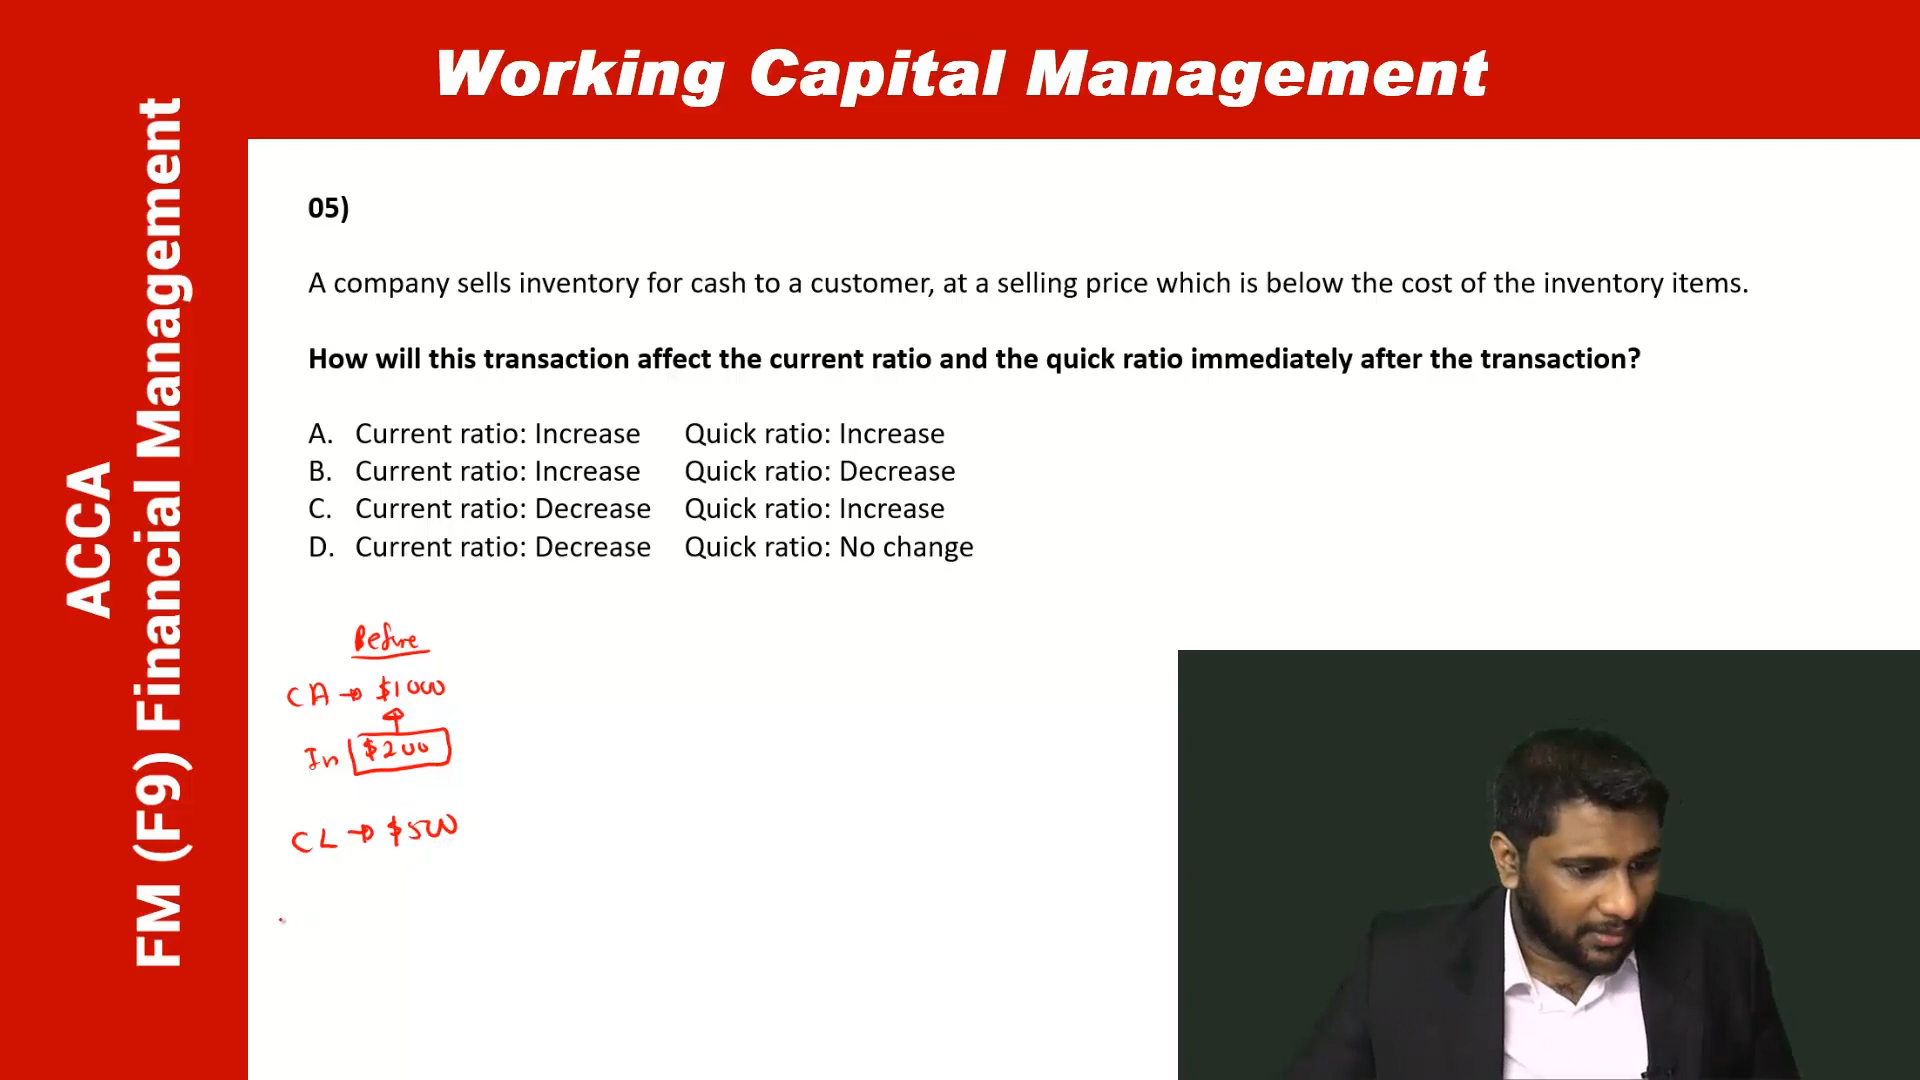 Working Capital Management
ACCA
FM (F9) Financial Management
05)
A company sells inventory for cash to a customer, at a selling price which is below the cost of the inventory items.
How will this transaction affect the current ratio and the quick ratio immediately after the transaction?
A. Current ratio: Increase Quick ratio: Increase
B. Current ratio: Increase Quick ratio: Decrease
C. Current ratio: Decrease Quick ratio: Increase
D. Current ratio: Decrease Quick ratio: No change
Before
CA → $1000
In $200
CL → $500